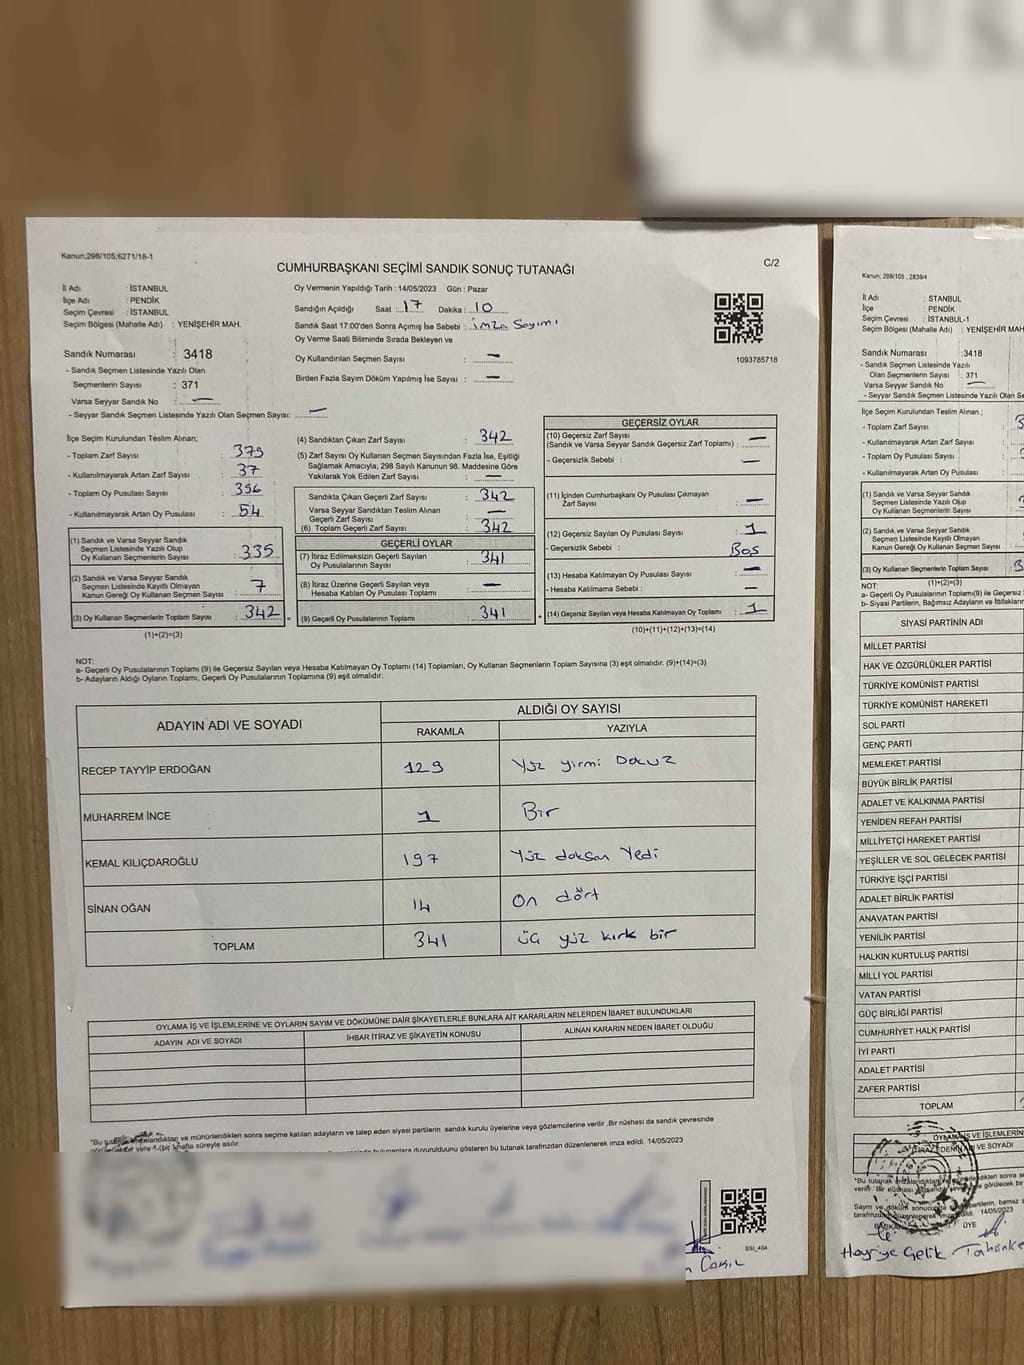 Kanun;298/105;6271/18-1
CUMHURBAŞKANI SEÇİMİ SANDIK SONUÇ TUTANAĞI
C/2
İl Adı : İSTANBUL
İlçe Adı : PENDİK
Seçim Çevresi : İSTANBUL
Seçim Bölgesi (Mahalle Adı) : YENİŞEHİR MAH.
Sandık Numarası : 3418
- Sandık Seçmen Listesinde Yazılı Olan
Seçmenlerin Sayısı : 371
Varsa Seyyar Sandık No : —
- Seyyar Sandık Seçmen Listesinde Yazılı Olan Seçmen Sayısı: —
Oy Vermenin Yapıldığı Tarih : 14/05/2023 Gün : Pazar
Sandığın Açıldığı Saat : 17 Dakika : 10
Sandık Saat 17:00'den Sonra Açımış İse Sebebi : imza Sayımı
Oy Verme Saati Bitiminde Sırada Bekleyen ve
Oy Kullandırılan Seçmen Sayısı : —
Birden Fazla Sayım Döküm Yapılmış İse Sayısı : —
1093785718
İlçe Seçim Kurulundan Teslim Alınan;
- Toplam Zarf Sayısı : 375
- Kullanılmayarak Artan Zarf Sayısı : 37
- Toplam Oy Pusulası Sayısı : 396
- Kullanılmayarak Artan Oy Pusulası : 54
(1) Sandık ve Varsa Seyyar Sandık
Seçmen Listesinde Yazılı Olup
Oy Kullanan Seçmenlerin Sayısı : 335
(2) Sandık ve Varsa Seyyar Sandık
Seçmen Listesinde Kayıtlı Olmayan
Kanun Gereği Oy Kullanan Seçmen Sayısı : 7
(3) Oy Kullanan Seçmenlerin Toplam Sayısı : 342
(1)+(2)=(3)
(4) Sandıktan Çıkan Zarf Sayısı : 342
(5) Zarf Sayısı Oy Kullanan Seçmen Sayısından Fazla İse, Eşitliği
Sağlamak Amacıyla; 298 Sayılı Kanunun 98. Maddesine Göre
Yakılarak Yok Edilen Zarf Sayısı : —
Sandıkta Çıkan Geçerli Zarf Sayısı : 342
Varsa Seyyar Sandıktan Teslim Alınan
Geçerli Zarf Sayısı : —
(6) Toplam Geçerli Zarf Sayısı : 342
GEÇERLİ OYLAR
(7) İtiraz Edilmeksizin Geçerli Sayılan
Oy Pusulalarının Sayısı : 341
(8) İtiraz Üzerine Geçerli Sayılan veya
Hesaba Katılan Oy Pusulası Toplamı : —
(9) Geçerli Oy Pusulalarının Toplamı : 341
GEÇERSİZ OYLAR
(10) Geçersiz Zarf Sayısı
(Sandık ve Varsa Seyyar Sandık Geçersiz Zarf Toplamı) : —
- Geçersizlik Sebebi : —
(11) İçinden Cumhurbaşkanı Oy Pusulası Çıkmayan
Zarf Sayısı : —
(12) Geçersiz Sayılan Oy Pusulası Sayısı : 1
- Geçersizlik Sebebi : Boş
(13) Hesaba Katılmayan Oy Pusulası Sayısı : —
- Hesaba Katılmama Sebebi : —
(14) Geçersiz Sayılan veya Hesaba Katılmayan Oy Toplamı : 1
(10)+(11)+(12)+(13)=(14)
NOT:
a- Geçerli Oy Pusulalarının Toplamı (9) ile Geçersiz Sayılan veya Hesaba Katılmayan Oy Toplamı (14) Toplamları, Oy Kullanan Seçmenlerin Toplam Sayısına (3) eşit olmalıdır. (9)+(14)=(3)
b- Adayların Aldığı Oyların Toplamı, Geçerli Oy Pusulalarının Toplamına (9) eşit olmalıdır.
ADAYIN ADI VE SOYADI
ALDIĞI OY SAYISI
RAKAMLA YAZIYLA
RECEP TAYYİP ERDOĞAN 129 Yüz yirmi Dokuz
MUHARREM İNCE 1 Bir
KEMAL KILIÇDAROĞLU 197 Yüz doksan Yedi
SİNAN OĞAN 14 On dört
TOPLAM 341 üç yüz kırk bir
OYLAMA İŞ VE İŞLEMLERİNE VE OYLARIN SAYIM VE DÖKÜMÜNE DAİR ŞİKAYETLERLE BUNLARA AİT KARARLARIN NELERDEN İBARET BULUNDUKLARI
ADAYIN ADI VE SOYADI İHBAR İTİRAZ VE ŞİKAYETİN KONUSU ALINAN KARARIN NEDEN İBARET OLDUĞU
mühürlendikten sonra seçime katılan adayların ve talep eden siyasi partilerin sandık kurulu üyelerine veya gözlemcilerine verilir .Bir nüshası da sandık çevresinde
süreyle asılır.
duyurulduunu gösteren bu tutanak tarafımızdan düzenlenerek imza edildi. 14/05/2023
SSI_404
Kanun; 298/105 , 2839/4
İl Adı : STANBUL
İlçe : PENDİK
Seçim Çevresi : İSTANBUL-1
Seçim Bölgesi (Mahalle Adı) : YENİŞEHİR MAH
Sandık Numarası :3418
- Sandık Seçmen Listesinde Yazılı
Olan Seçmenlerin Sayısı : 371
Varsa Seyyar Sandık No : —
- Seyyar Sandık Seçmen Listesinde Yazılı Olan Se
İlçe Seçim Kurulundan Teslim Alınan ;
- Toplam Zarf Sayısı
- Kullanılmayarak Artan Zarf Sayısı
- Toplam Oy Pusulası Sayısı
- Kullanılmayarak Artan Oy Pusulası
(1) Sandık ve Varsa Seyyar Sandık
Seçmen Listesinde Yazılı Olup
Oy Kullanan Seçmenlerin Sayısı
(2) Sandık ve Varsa Seyyar Sandık
Seçmen Listesinde Kayıtlı Olmayan
Kanun Gereği Oy Kullanan Seçmen Sayısı
(3) Oy Kullanan Seçmenlerin Toplam Sayısı : 3
(1)+(2)=(3)
NOT:
a- Geçerli Oy Pusulalarının Toplamı(9) ile Geçersiz
b- Siyasi Partilerin, Bağımsız Adayların ve İttifakların
SİYASİ PARTİNİN ADI
MİLLET PARTİSİ
HAK VE ÖZGÜRLÜKLER PARTİSİ
TÜRKİYE KOMÜNİST PARTİSİ
TÜRKİYE KOMÜNİST HAREKETİ
SOL PARTİ
GENÇ PARTİ
MEMLEKET PARTİSİ
BÜYÜK BİRLİK PARTİSİ
ADALET VE KALKINMA PARTİSİ
YENİDEN REFAH PARTİSİ
MİLLİYETÇİ HAREKET PARTİSİ
YEŞİLLER VE SOL GELECEK PARTİSİ
TÜRKİYE İŞÇİ PARTİSİ
ADALET BİRLİK PARTİSİ
ANAVATAN PARTİSİ
YENİLİK PARTİSİ
HALKIN KURTULUŞ PARTİSİ
MİLLİ YOL PARTİSİ
VATAN PARTİSİ
GÜÇ BİRLİĞİ PARTİSİ
CUMHURİYET HALK PARTİSİ
İYİ PARTİ
ADALET PARTİSİ
ZAFER PARTİSİ
TOPLAM
ÜYE
Hayriye Çelik